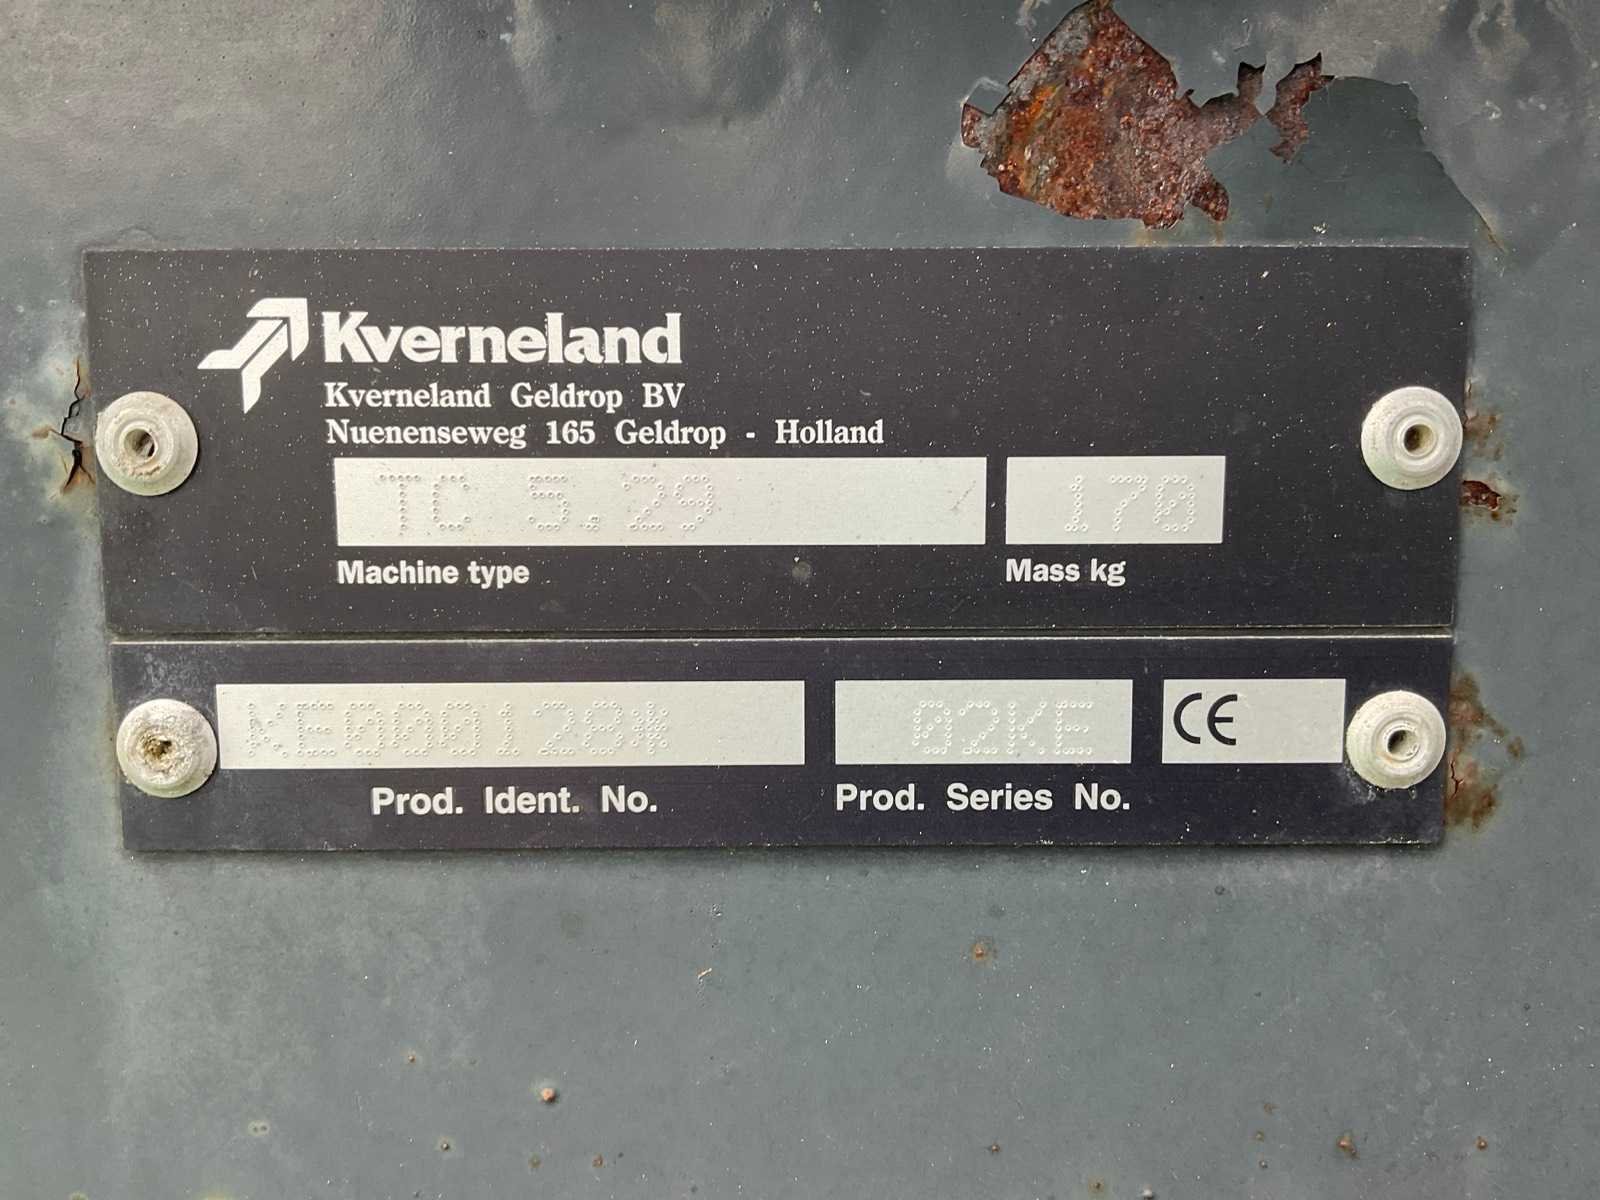 Kverneland
Kverneland Geldrop BV
Nuenenseweg 165 Geldrop - Holland
TC 5.29 170
Machine type Mass kg
KE000128* 02KE CE
Prod. Ident. No. Prod. Series No.